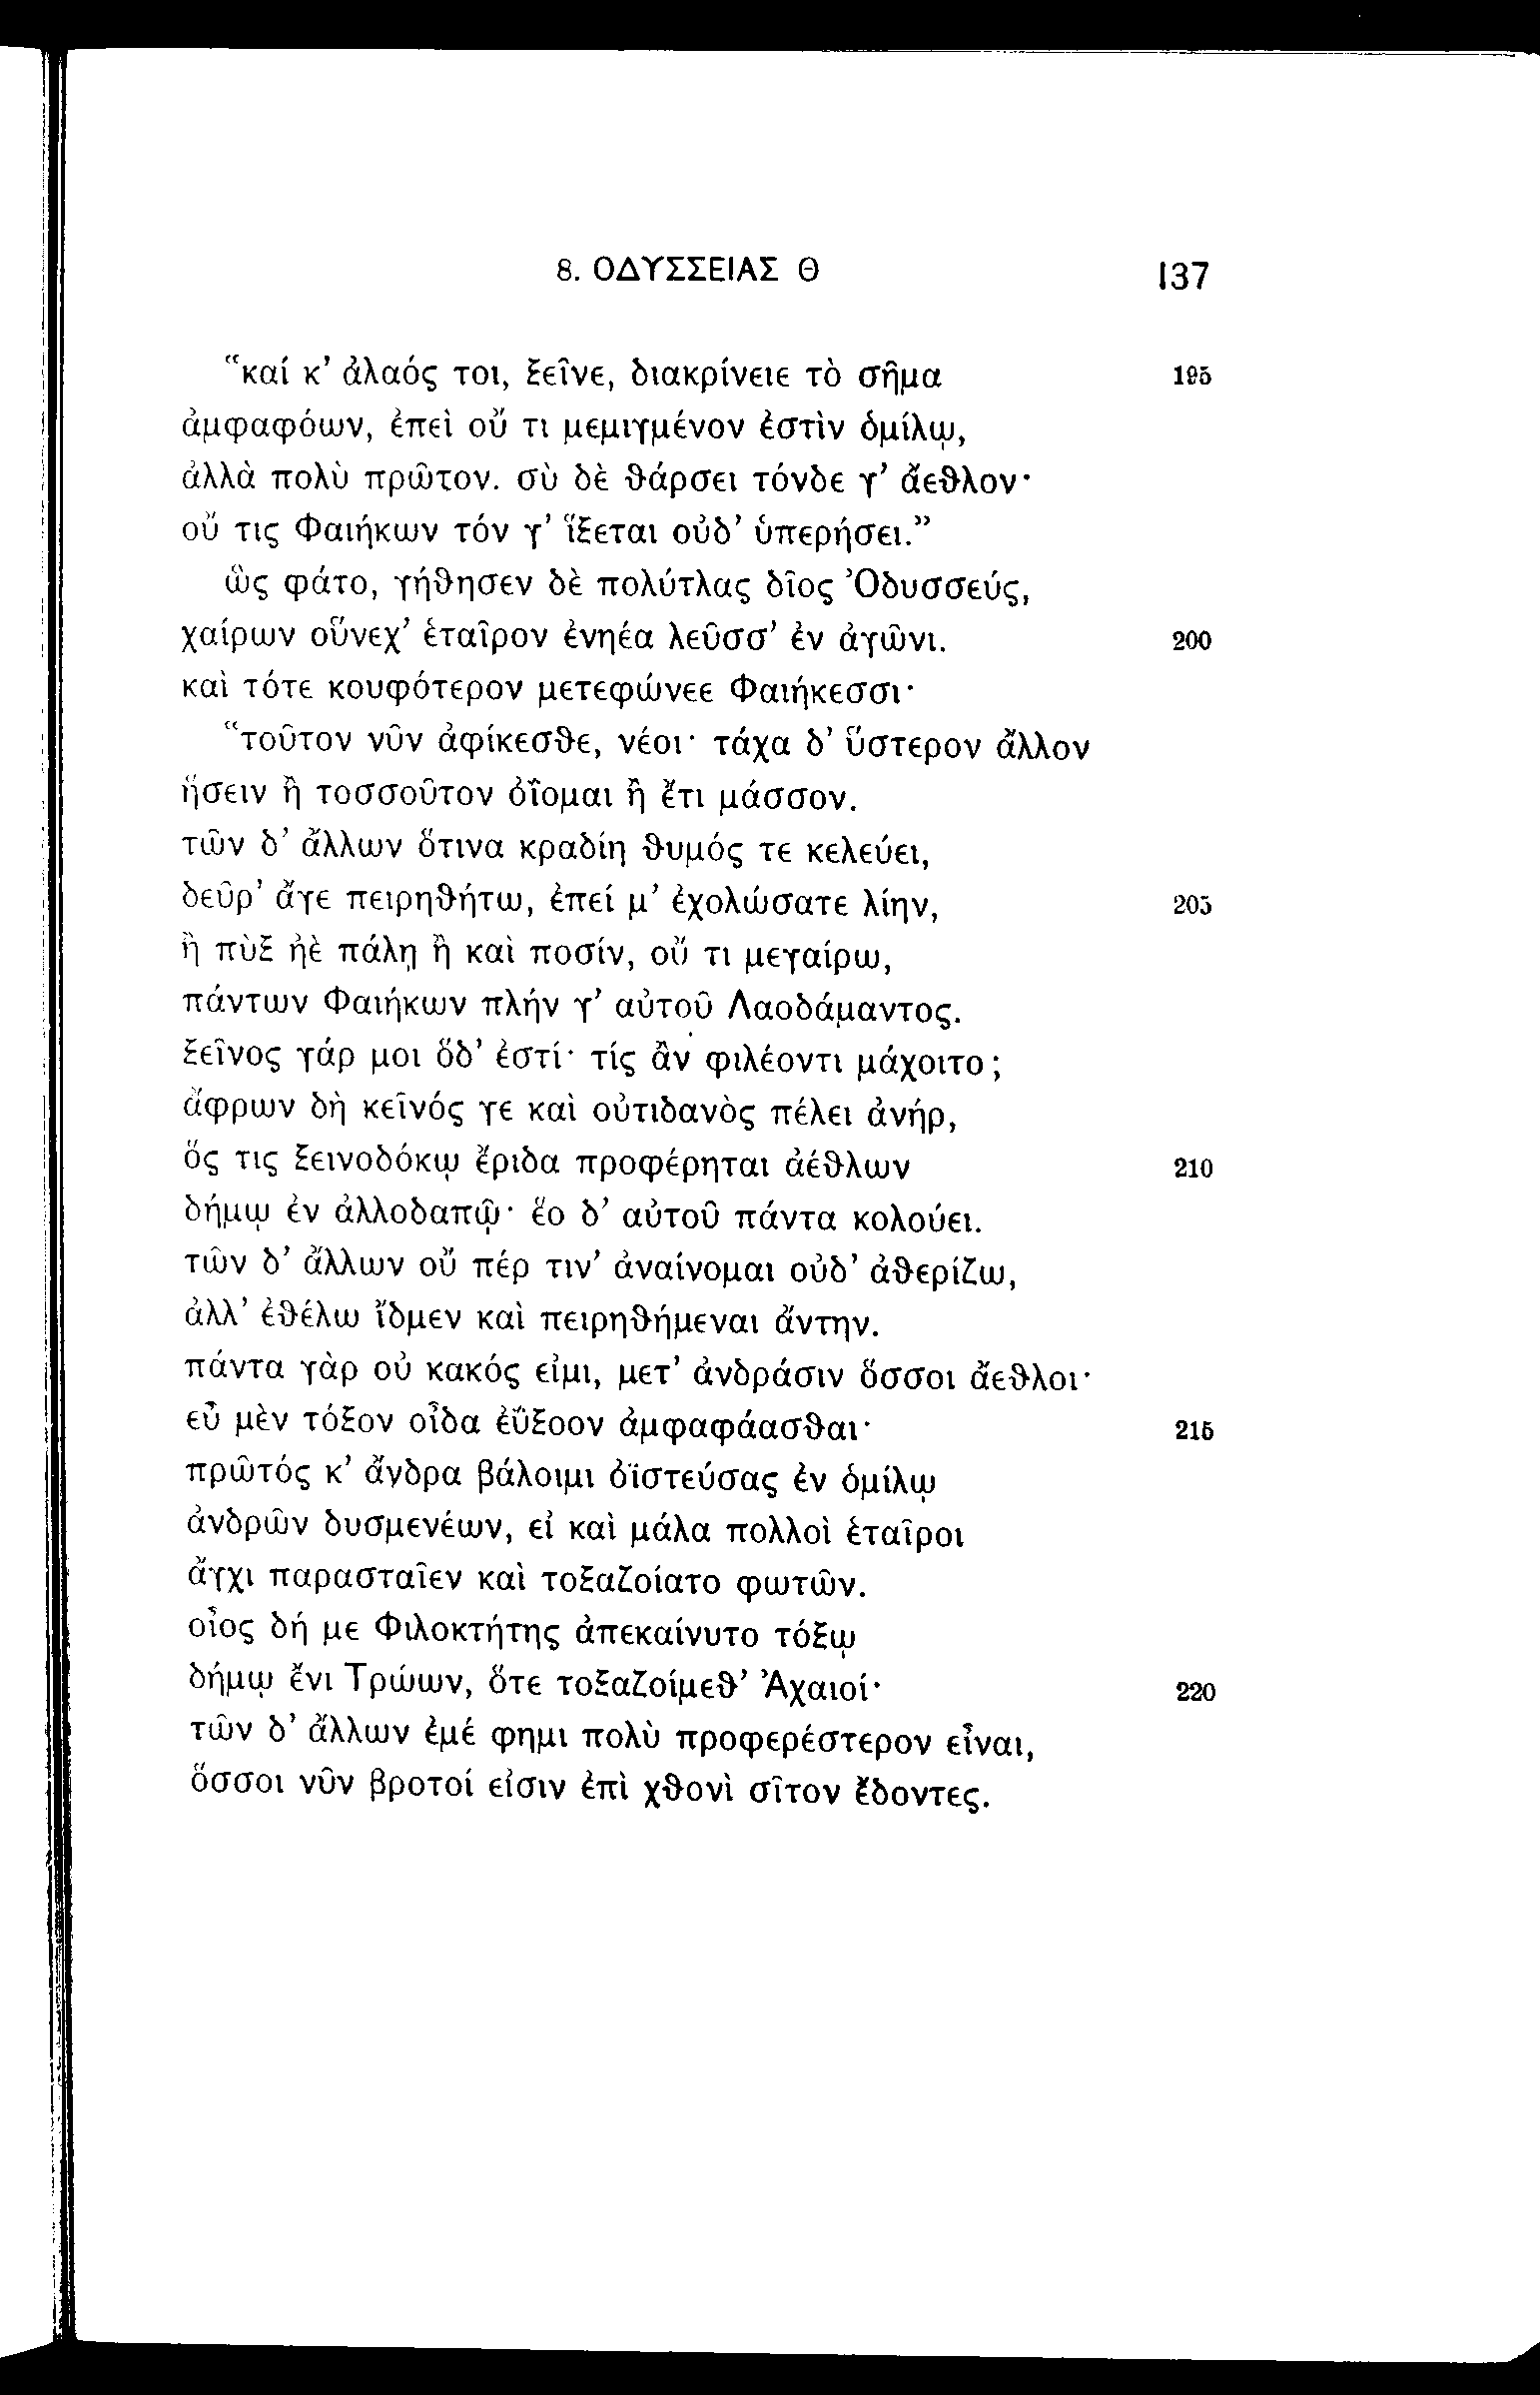 8. ΟΔΥΣΣΕΙΑΣ Θ 137
“καί κ’ ἀλαός τοι, ξεῖνε, διακρίνειε τὸ σῆμα 195
ἀμφαφόων, ἐπεὶ οὔ τι μεμιγμένον ἐστὶν ὁμίλῳ,
ἀλλὰ πολὺ πρῶτον. σὺ δὲ θάρσει τόνδε γ’ ἄεθλον·
οὔ τις Φαιήκων τόν γ’ ἵξεται οὐδ’ ὑπερήσει.”
ὣς φάτο, γήθησεν δὲ πολύτλας δῖος Ὀδυσσεύς,
χαίρων οὕνεχ’ ἑταῖρον ἐνηέα λεῦσσ’ ἐν ἀγῶνι. 200
καὶ τότε κουφότερον μετεφώνεε Φαιήκεσσι·
“τοῦτον νῦν ἀφίκεσθε, νέοι· τάχα δ’ ὕστερον ἄλλον
ἥσειν ἢ τοσσοῦτον ὀΐομαι ἢ ἔτι μάσσον.
τῶν δ’ ἄλλων ὅτινα κραδίη θυμός τε κελεύει,
δεῦρ’ ἄγε πειρηθήτω, ἐπεί μ’ ἐχολώσατε λίην, 205
ἢ πὺξ ἠὲ πάλῃ ἢ καὶ ποσίν, οὔ τι μεγαίρω,
πάντων Φαιήκων πλήν γ’ αὐτοῦ Λαοδάμαντος.
ξεῖνος γάρ μοι ὅδ’ ἐστί· τίς ἂν φιλέοντι μάχοιτο;
ἄφρων δὴ κεῖνός γε καὶ οὐτιδανὸς πέλει ἀνήρ,
ὅς τις ξεινοδόκῳ ἔριδα προφέρηται ἀέθλων 210
δήμῳ ἐν ἀλλοδαπῷ· ἕο δ’ αὐτοῦ πάντα κολούει.
τῶν δ’ ἄλλων οὔ πέρ τιν’ ἀναίνομαι οὐδ’ ἀθερίζω,
ἀλλ’ ἐθέλω ἴδμεν καὶ πειρηθήμεναι ἄντην.
πάντα γὰρ οὐ κακός εἰμι, μετ’ ἀνδράσιν ὅσσοι ἄεθλοι·
εὖ μὲν τόξον οἶδα ἐΰξοον ἀμφαφάασθαι· 215
πρῶτός κ’ ἄνδρα βάλοιμι ὀϊστεύσας ἐν ὁμίλῳ
ἀνδρῶν δυσμενέων, εἰ καὶ μάλα πολλοὶ ἑταῖροι
ἄγχι παρασταῖεν καὶ τοξαζοίατο φωτῶν.
οἶος δή με Φιλοκτήτης ἀπεκαίνυτο τόξῳ
δήμῳ ἔνι Τρώων, ὅτε τοξαζοίμεθ’ Ἀχαιοί· 220
τῶν δ’ ἄλλων ἐμέ φημι πολὺ προφερέστερον εἶναι,
ὅσσοι νῦν βροτοί εἰσιν ἐπὶ χθονὶ σῖτον ἔδοντες.